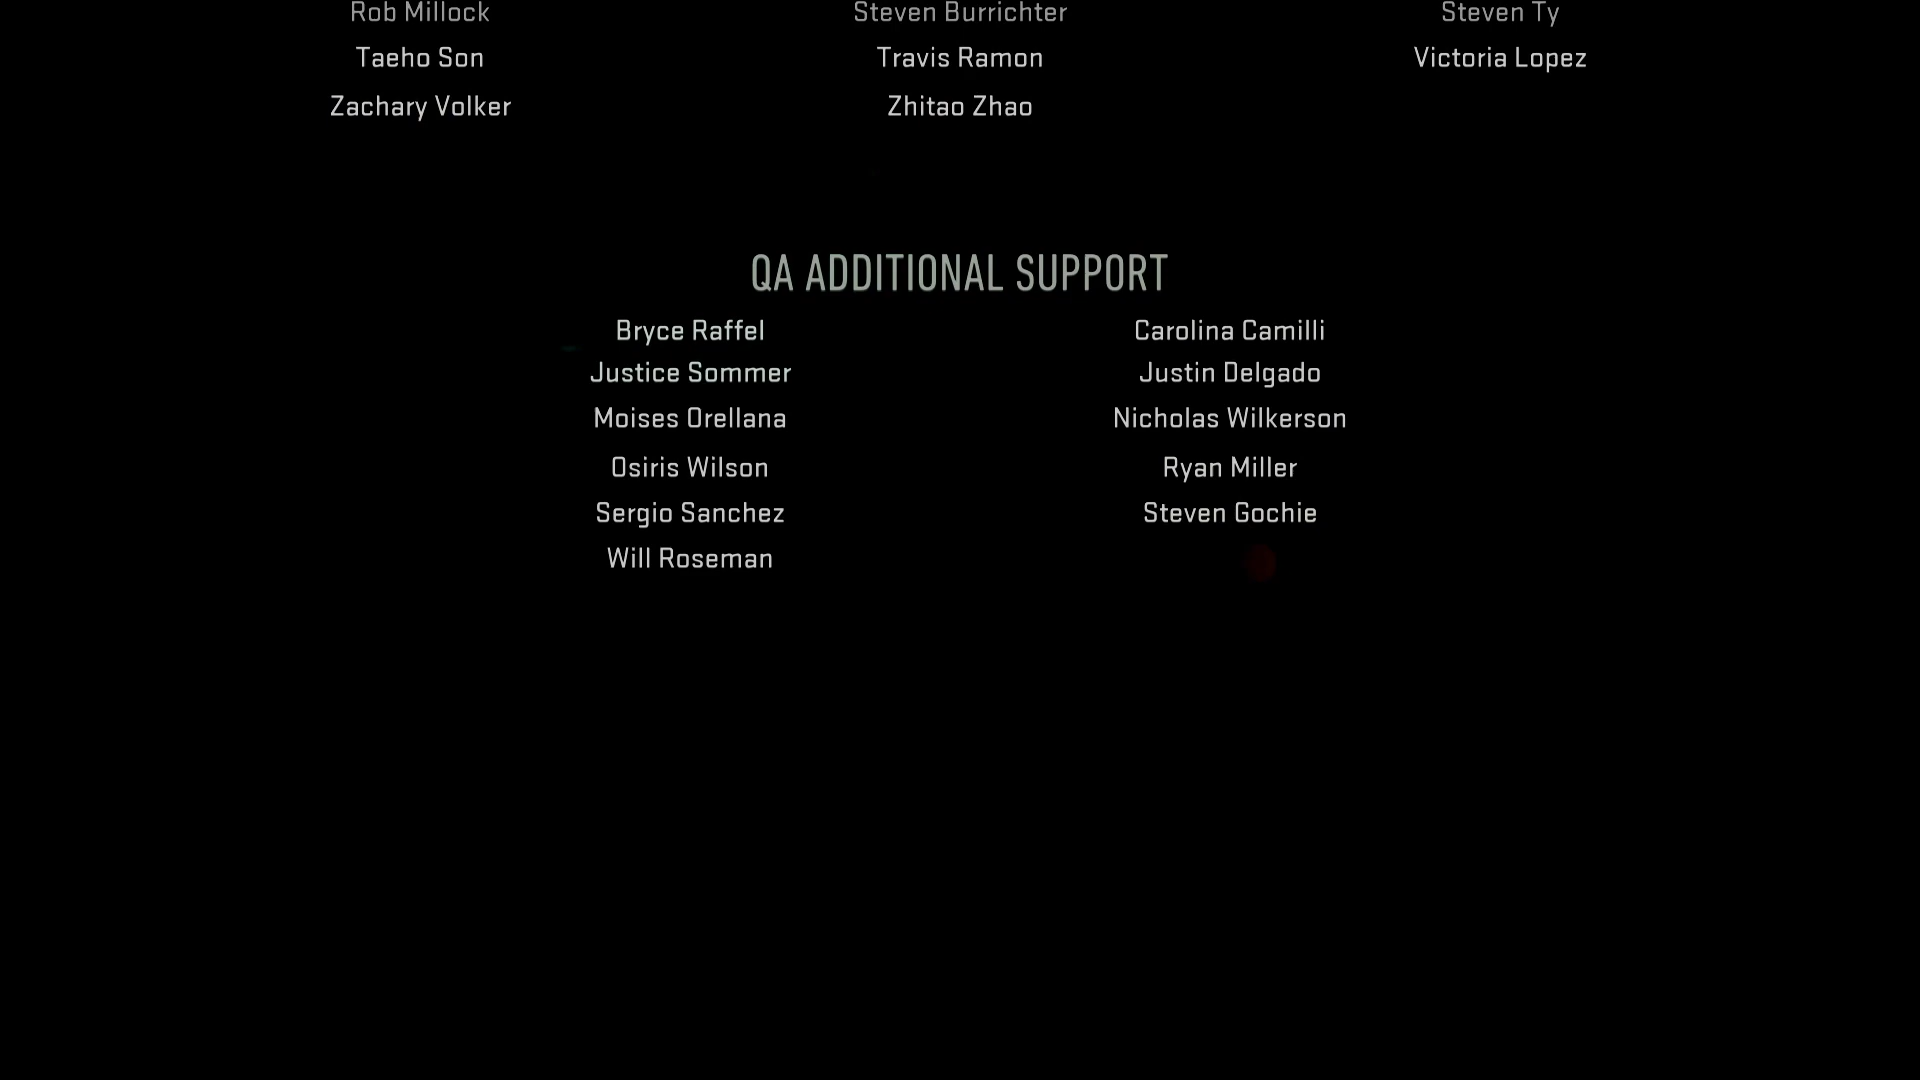 Rob Millock Steven Burrichter Steven Ty
Taeho Son Travis Ramon Victoria Lopez
Zachary Volker Zhitao Zhao
QA ADDITIONAL SUPPORT
Bryce Raffel Carolina Camilli
Justice Sommer Justin Delgado
Moises Orellana Nicholas Wilkerson
Osiris Wilson Ryan Miller
Sergio Sanchez Steven Gochie
Will Roseman